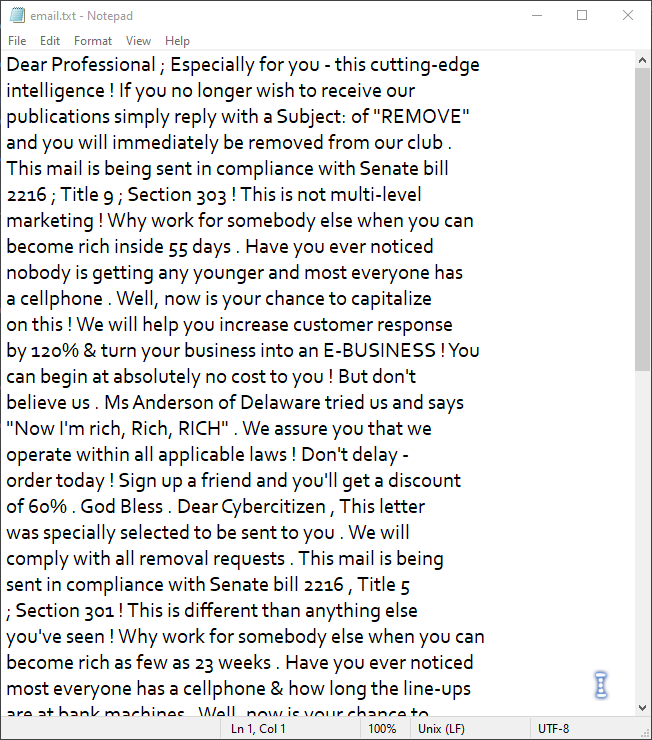 email.txt - Notepad
File Edit Format View Help
Dear Professional ; Especially for you - this cutting-edge
intelligence ! If you no longer wish to receive our
publications simply reply with a Subject: of "REMOVE"
and you will immediately be removed from our club .
This mail is being sent in compliance with Senate bill
2216 ; Title 9 ; Section 303 ! This is not multi-level
marketing ! Why work for somebody else when you can
become rich inside 55 days . Have you ever noticed
nobody is getting any younger and most everyone has
a cellphone . Well, now is your chance to capitalize
on this ! We will help you increase customer response
by 120% & turn your business into an E-BUSINESS ! You
can begin at absolutely no cost to you ! But don't
believe us . Ms Anderson of Delaware tried us and says
"Now I'm rich, Rich, RICH" . We assure you that we
operate within all applicable laws ! Don't delay -
order today ! Sign up a friend and you'll get a discount
of 60% . God Bless . Dear Cybercitizen , This letter
was specially selected to be sent to you . We will
comply with all removal requests . This mail is being
sent in compliance with Senate bill 2216 , Title 5
; Section 301 ! This is different than anything else
you've seen ! Why work for somebody else when you can
become rich as few as 23 weeks . Have you ever noticed
most everyone has a cellphone & how long the line-ups
are at bank machines . Well, now is your chance to
Ln 1, Col 1 100% Unix (LF) UTF-8